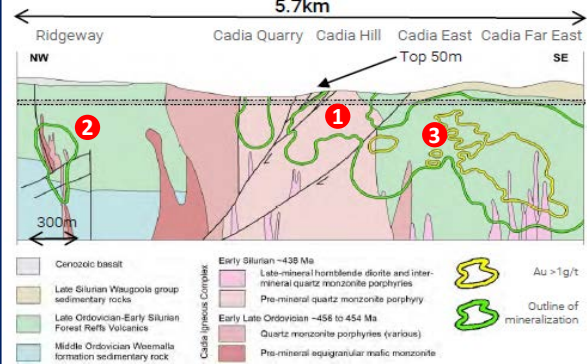 5.7km
Ridgeway
Cadia Quarry
Cadia Hill
Cadia East
Cadia Far East
NW
Top 50m
SE
1
2
3
300m
Cenozoic basalt
Late Silurian Waugoola group
sedimentary rocks
Late Ordovician-Early Silurian
Forest Reffs Volcanics
Middle Ordovician Weemalla
formation sedimentary rock
Cadia Igneous Complex
Early Silurian ~438 Ma
Late-mineral hornblende diorite and inter-
mineral quartz monzonite porphyry
Pre-mineral quartz monzonite porphyry
Early Late Ordovician ~456 to 454 Ma
Quartz monzonite porphyries (various)
Pre-mineral equigranular mafic monzonite
Au >1g/t
Outline of
mineralization